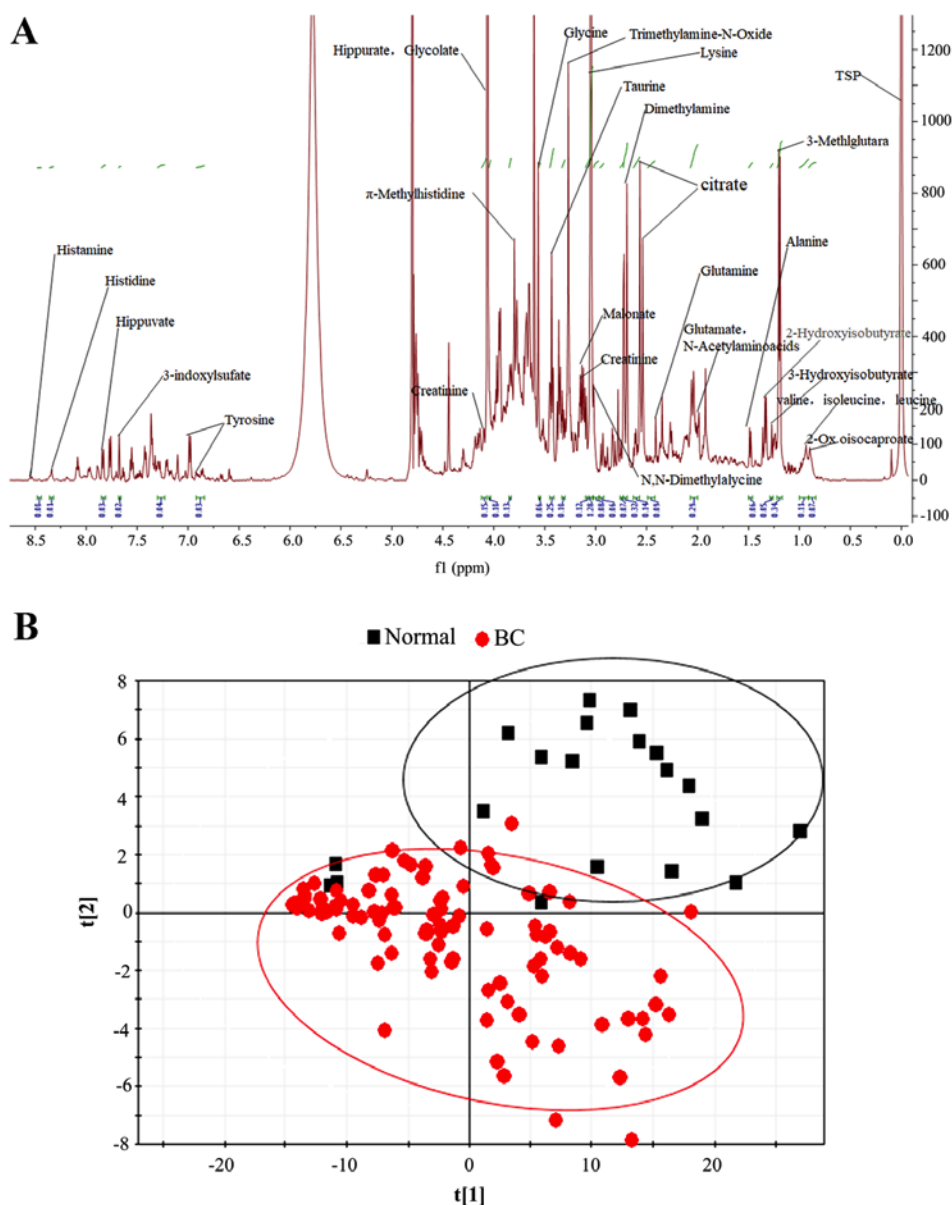 A
Hippurate, Glycolate
Glycine
Trimethylamine-N-Oxide
Lysine
TSP
Taurine
Dimethylamine
3-Methlglutara
π-Methylhistidine
citrate
Histamine
Histidine
Hippuvate
3-indoxylsufate
Tyrosine
Creatinine
Malonate
Creatinine
Glutamine
Alanine
Glutamate,
N-Acetylaminoacids
2-Hydroxyisobutyrate
3-Hydroxyisobutyrate
valine, isoleucine, leucine
2-Ox oisocaproate
N,N-Dimethylalycine
1200
1000
800
600
400
300
200
100
0
-100
8.5 8.0 7.5 7.0 6.5 6.0 5.5 5.0 4.5 4.0 3.5 3.0 2.5 2.0 1.5 1.0 0.5 0.0
f1 (ppm)
B
Normal BC
8
6
4
2
0
-2
-4
-6
-8
-20 -10 0 10 20
t[2]
t[1]